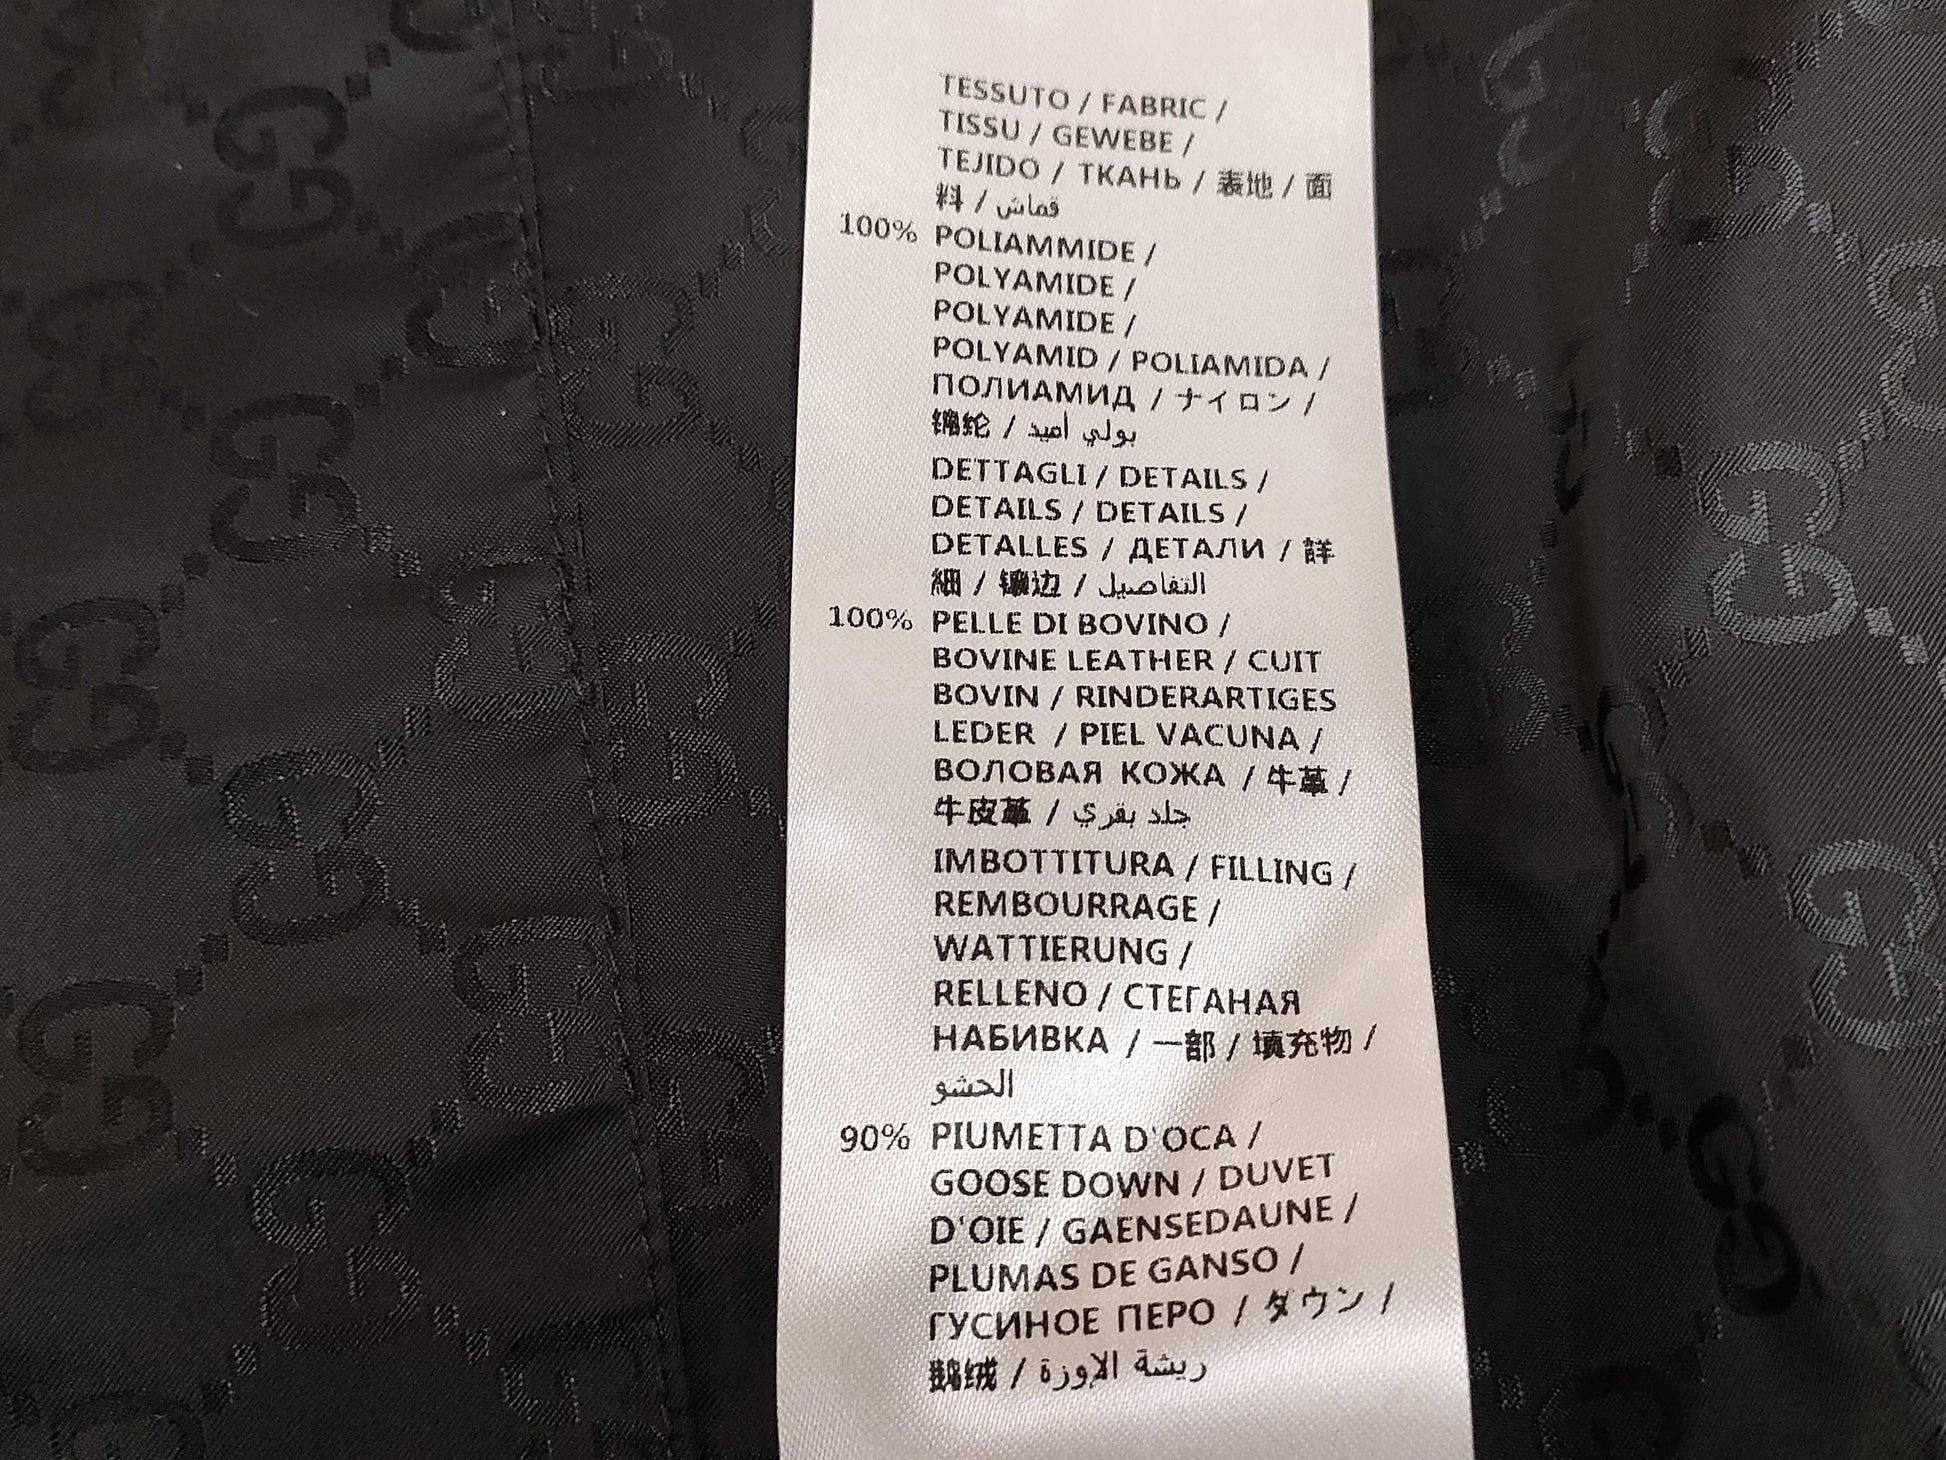 TESSUTO / FABRIC /
TISSU / GEWEBE /
TEJIDO / ТКАНЬ / 表地 / 面
料 / قماش
100% POLIAMMIDE /
POLYAMIDE /
POLYAMIDE /
POLYAMID / POLIAMIDA /
ПОЛИАМИД / ナイロン /
锦纶 / بولي اميد
DETTAGLI / DETAILS /
DETAILS / DETAILS /
DETALLES / ДЕТАЛИ / 詳
細 / 镶边 / التفاصيل
100% PELLE DI BOVINO /
BOVINE LEATHER / CUIT
BOVIN / RINDERARTIGES
LEDER / PIEL VACUNA /
ВОЛОВАЯ КОЖА / 牛革 /
牛皮革 / جلد بقري
IMBOTTITURA / FILLING /
REMBOURRAGE /
WATTIERUNG /
RELLENO / СТЕГАНАЯ
НАБИВКА / 一部 / 填充物 /
الحشو
90% PIUMETTA D'OCA /
GOOSE DOWN / DUVET
D'OIE / GAENSEDAUNE /
PLUMAS DE GANSO /
ГУСИНОЕ ПЕРО / ダウン /
鹅绒 / ريشة الإوزة